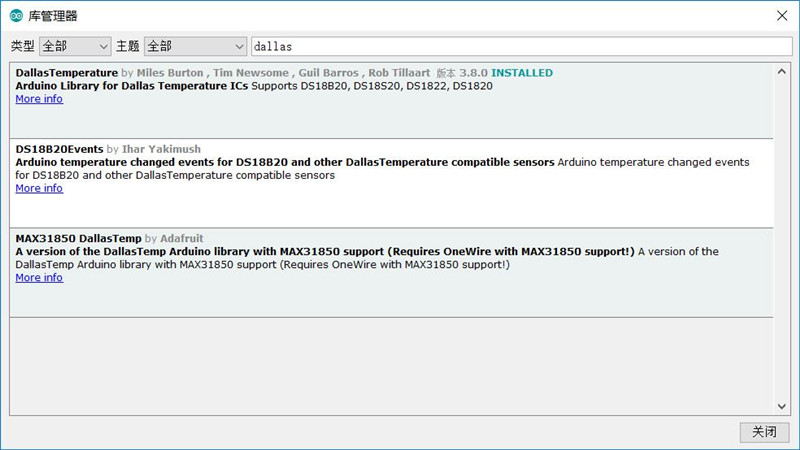 库管理器
类型 全部 主题 全部 dallas
DallasTemperature by Miles Burton , Tim Newsome , Guil Barros , Rob Tillaart 版本 3.8.0 INSTALLED
Arduino Library for Dallas Temperature ICs Supports DS18B20, DS18S20, DS1822, DS1820
More info
DS18B20Events by Ihar Yakimush
Arduino temperature changed events for DS18B20 and other DallasTemperature compatible sensors Arduino temperature changed events
for DS18B20 and other DallasTemperature compatible sensors
More info
MAX31850 DallasTemp by Adafruit
A version of the DallasTemp Arduino library with MAX31850 support (Requires OneWire with MAX31850 support!) A version of the
DallasTemp Arduino library with MAX31850 support (Requires OneWire with MAX31850 support!)
More info
关闭